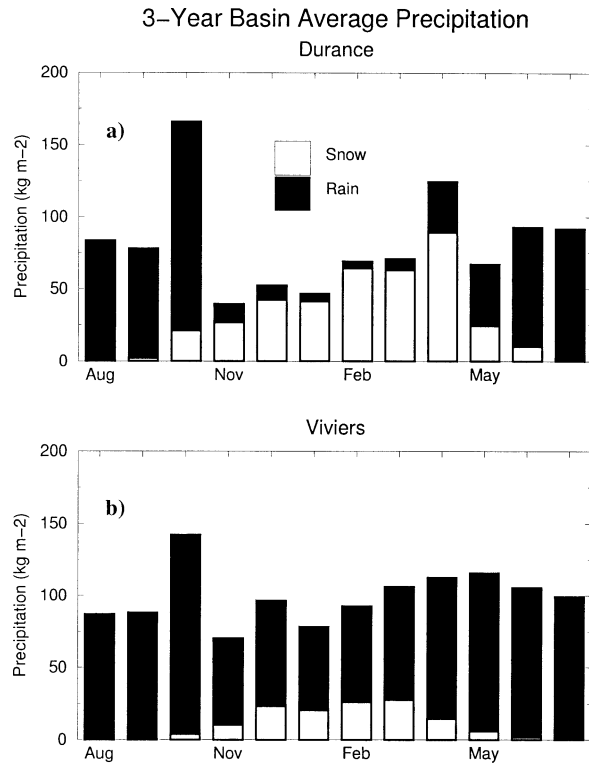 3−Year Basin Average Precipitation
Durance
200
150
100
50
0
Precipitation (kg m−2)
a)
Snow
Rain
Aug Nov Feb May
Viviers
200
150
100
50
0
Precipitation (kg m−2)
b)
Aug Nov Feb May